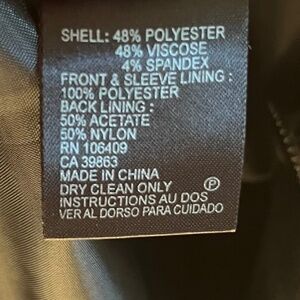 SHELL: 48% POLYESTER
48% VISCOSE
4% SPANDEX
FRONT & SLEEVE LINING :
100% POLYESTER
BACK LINING :
50% ACETATE
50% NYLON
RN 106409
CA 39863
MADE IN CHINA
DRY CLEAN ONLY Ⓟ
INSTRUCTIONS AU DOS
VER AL DORSO PARA CUIDADO